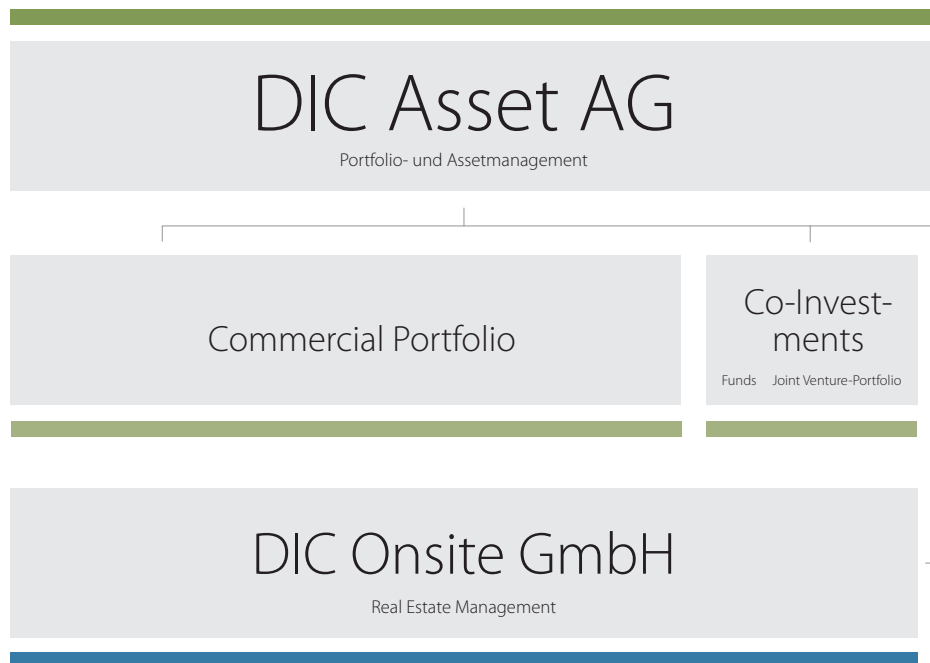 DIC Asset AG
Portfolio- und Assetmanagement
Commercial Portfolio
Co-Invest-
ments
Funds Joint Venture-Portfolio
DIC Onsite GmbH
Real Estate Management